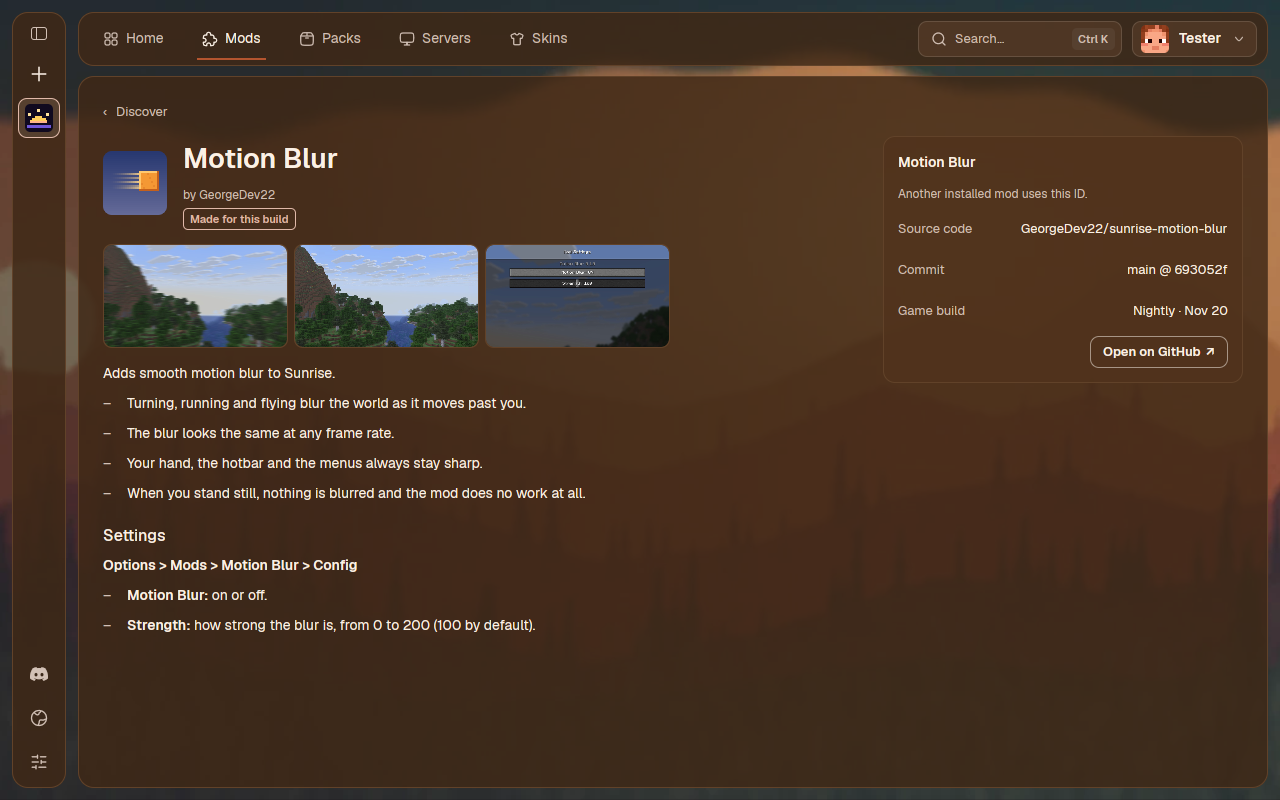 Home
Mods
Packs
Servers
Skins
Search...
Ctrl K
Tester
‹ Discover
Motion Blur
by GeorgeDev22
Made for this build
Adds smooth motion blur to Sunrise.
– Turning, running and flying blur the world as it moves past you.
– The blur looks the same at any frame rate.
– Your hand, the hotbar and the menus always stay sharp.
– When you stand still, nothing is blurred and the mod does no work at all.
Settings
Options > Mods > Motion Blur > Config
– Motion Blur: on or off.
– Strength: how strong the blur is, from 0 to 200 (100 by default).
Motion Blur
Another installed mod uses this ID.
Source code GeorgeDev22/sunrise-motion-blur
Commit main @ 693052f
Game build Nightly · Nov 20
Open on GitHub ↗